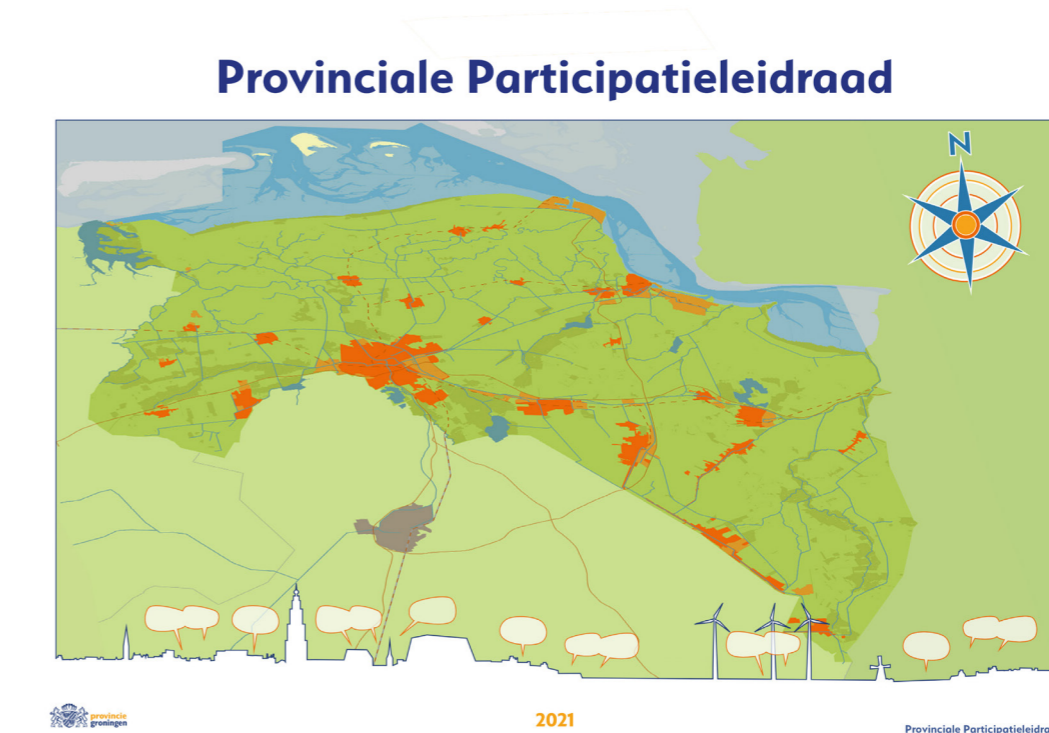 Provinciale Participatieleidraad
N
provincie
groningen
2021
Provinciale Participatieleidra